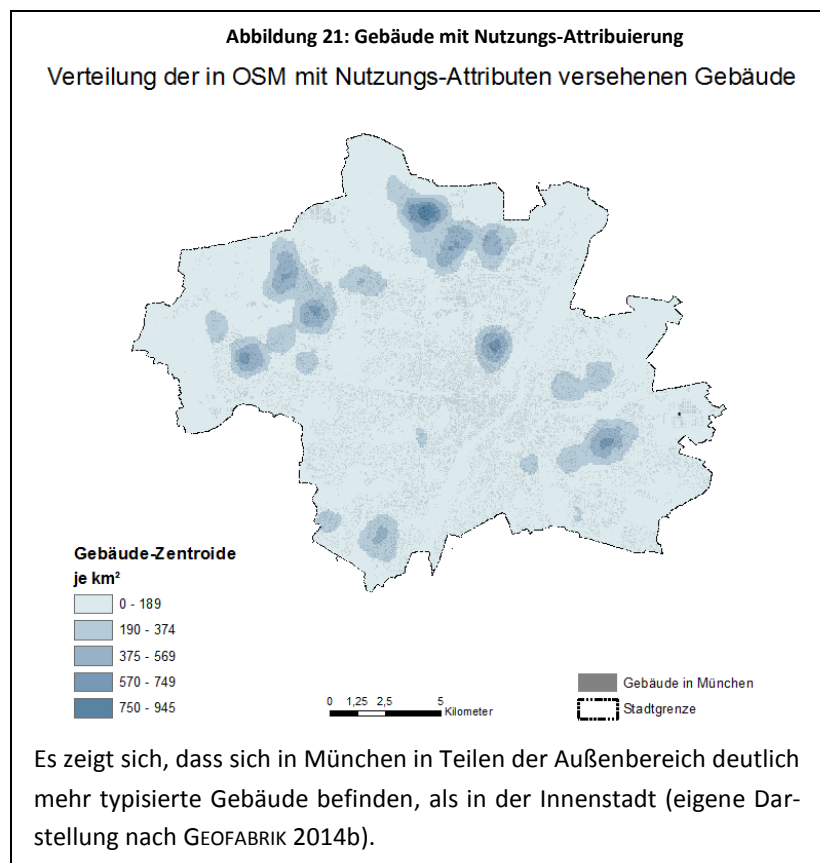 Abbildung 21: Gebäude mit Nutzungs-Attribuierung
Verteilung der in OSM mit Nutzungs-Attributen versehenen Gebäude
Gebäude-Zentroide
je km²
0 - 189
190 - 374
375 - 569
570 - 749
750 - 945
0 1,25 2,5 5
Kilometer
Gebäude in München
Stadtgrenze
Es zeigt sich, dass sich in München in Teilen der Außenbereich deutlich
mehr typisierte Gebäude befinden, als in der Innenstadt (eigene Dar-
stellung nach GEOFABRIK 2014b).